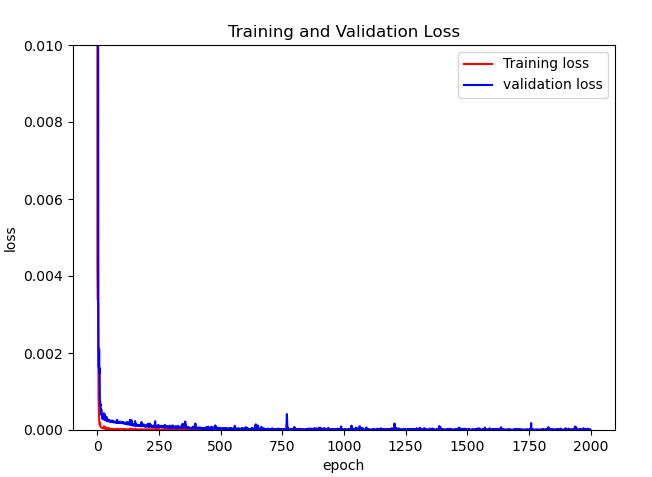 Training and Validation Loss
0.010
0.008
0.006
0.004
0.002
0.000
loss
Training loss
validation loss
0 250 500 750 1000 1250 1500 1750 2000
epoch